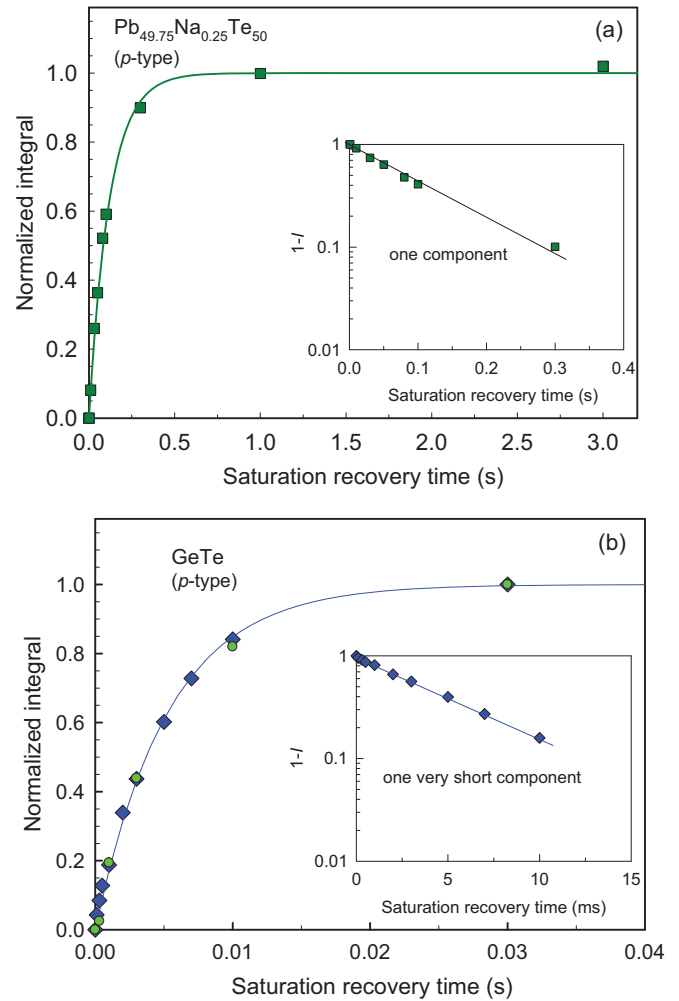 Pb49.75Na0.25Te50
(p-type)
(a)
Normalized integral
1.0
0.8
0.6
0.4
0.2
0.0
0.0 0.5 1.0 1.5 2.0 2.5 3.0
Saturation recovery time (s)
1-I
1
0.1
0.01
one component
0.0 0.1 0.2 0.3 0.4
Saturation recovery time (s)
GeTe
(p-type)
(b)
Normalized integral
1.0
0.8
0.6
0.4
0.2
0.0
0.00 0.01 0.02 0.03 0.04
Saturation recovery time (s)
1-I
1
0.1
0.01
one very short component
0 5 10 15
Saturation recovery time (ms)